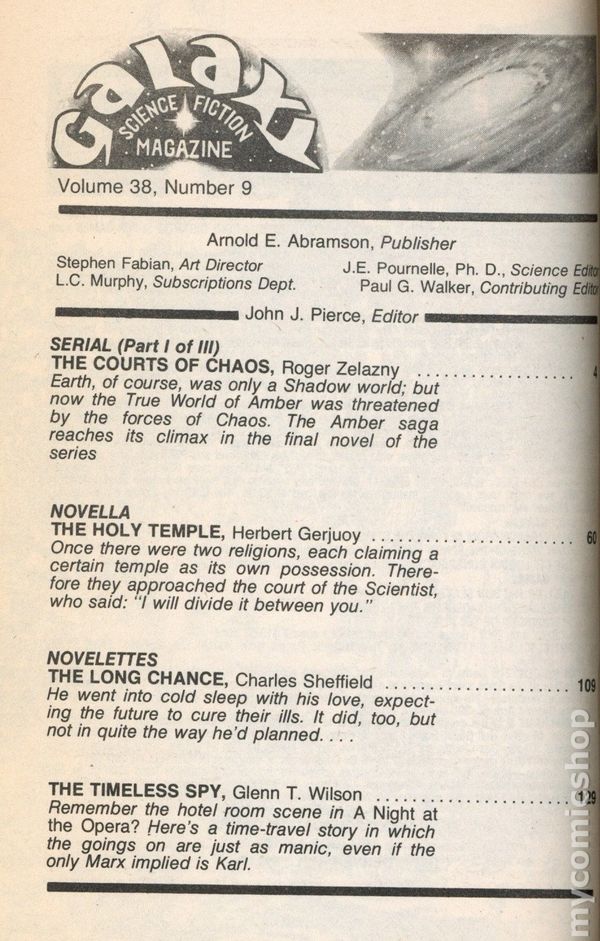 Galaxy
SCIENCE FICTION
MAGAZINE
Volume 38, Number 9
Arnold E. Abramson, Publisher
Stephen Fabian, Art Director
J.E. Pournelle, Ph. D., Science Edito
L.C. Murphy, Subscriptions Dept.
Paul G. Walker, Contributing Edito
John J. Pierce, Editor
SERIAL (Part I of III)
THE COURTS OF CHAOS, Roger Zelazny .................. 4
Earth, of course, was only a Shadow world; but
now the True World of Amber was threatened
by the forces of Chaos. The Amber saga
reaches its climax in the final novel of the
series
NOVELLA
THE HOLY TEMPLE, Herbert Gerjuoy ........................ 60
Once there were two religions, each claiming a
certain temple as its own possession. There-
fore they approached the court of the Scientist,
who said: "I will divide it between you."
NOVELETTES
THE LONG CHANCE, Charles Sheffield ..................... 109
He went into cold sleep with his love, expect-
ing the future to cure their ills. It did, too, but
not in quite the way he'd planned. . . .
THE TIMELESS SPY, Glenn T. Wilson ...................... 129
Remember the hotel room scene in A Night at
the Opera? Here's a time-travel story in which
the goings on are just as manic, even if the
only Marx implied is Karl.
mycomicshop